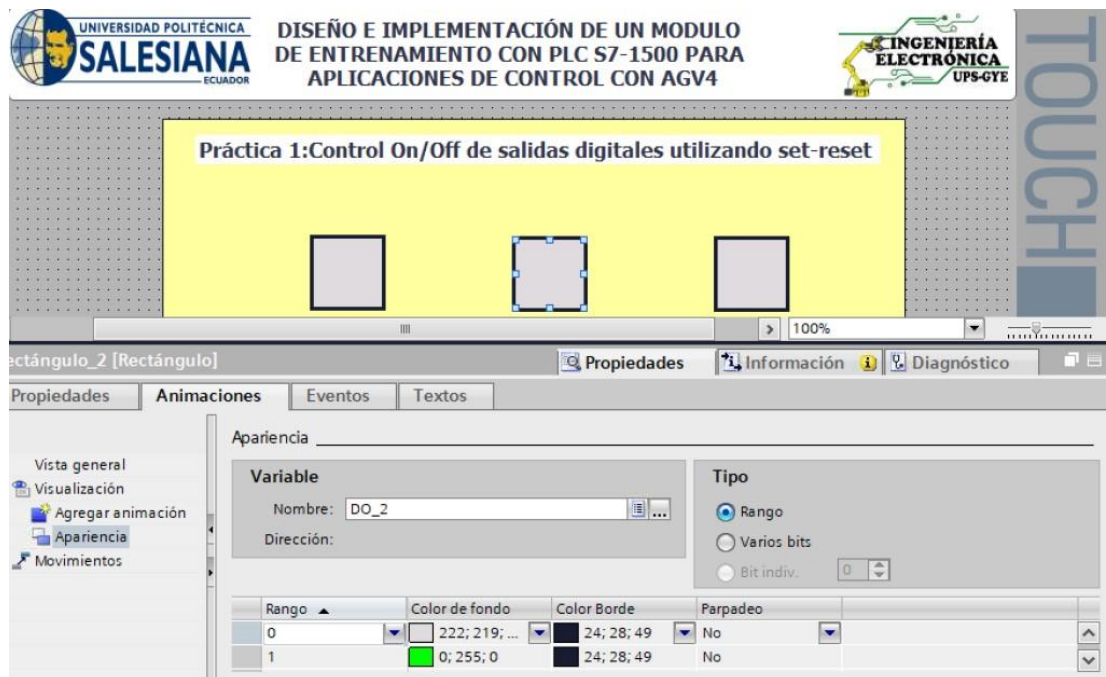 UNIVERSIDAD POLITÉCNICA
SALESIANA
ECUADOR
DISEÑO E IMPLEMENTACIÓN DE UN MODULO
DE ENTRENAMIENTO CON PLC S7-1500 PARA
APLICACIONES DE CONTROL CON AGV4
INGENIERÍA
ELECTRÓNICA
UPS-GYE
TOUCH
Práctica 1:Control On/Off de salidas digitales utilizando set-reset
100%
ectángulo_2 [Rectángulo]
Propiedades
Información
Diagnóstico
Propiedades
Animaciones
Eventos
Textos
Vista general
Visualización
Agregar animación
Apariencia
Movimientos
Apariencia
Variable
Nombre: DO_2
Dirección:
Tipo
Rango
Varios bits
Bit indiv. 0
Rango Color de fondo Color Borde Parpadeo
0 222; 219; ... 24; 28; 49 No
1 0; 255; 0 24; 28; 49 No